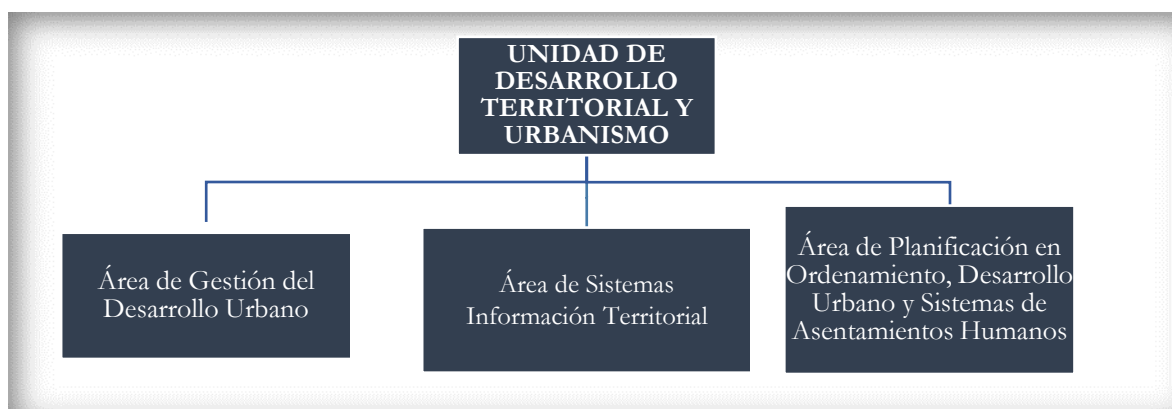 UNIDAD DE
DESARROLLO
TERRITORIAL Y
URBANISMO
Área de Gestión del
Desarrollo Urbano
Área de Sistemas
Información Territorial
Área de Planificación en
Ordenamiento, Desarrollo
Urbano y Sistemas de
Asentamientos Humanos